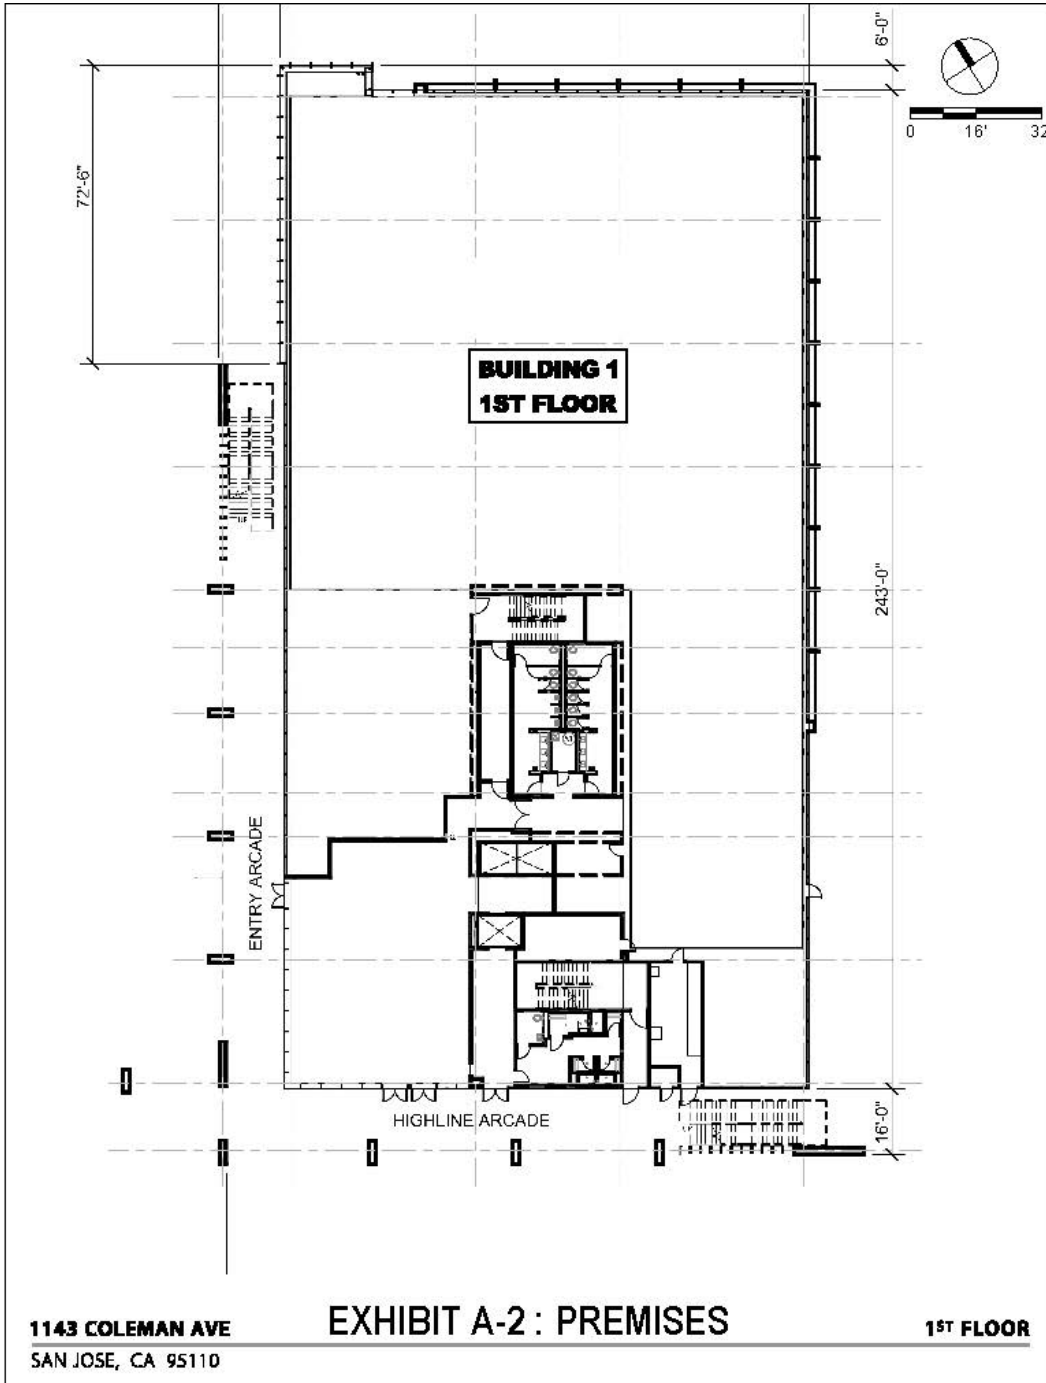 6'-0"
0 16' 32
72'-6"
BUILDING 1
1ST FLOOR
UP
243'-0"
ENTRY ARCADE
HIGHLINE ARCADE
16'-0"
EXHIBIT A-2 : PREMISES
1143 COLEMAN AVE
1ST FLOOR
SAN JOSE, CA 95110